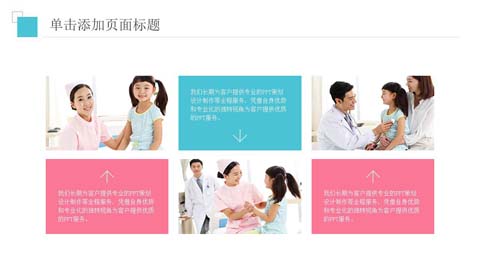 单击添加页面标题
我们长期为客户提供专业的PPT策划
设计制作等全程服务，凭借自身优质
和专业化的独特视角为客户提供优质
的PPT服务。
我们长期为客户提供专业的PPT策划
设计制作等全程服务，凭借自身优质
和专业化的独特视角为客户提供优质
的PPT服务。
我们长期为客户提供专业的PPT策划
设计制作等全程服务，凭借自身优质
和专业化的独特视角为客户提供优质
的PPT服务。